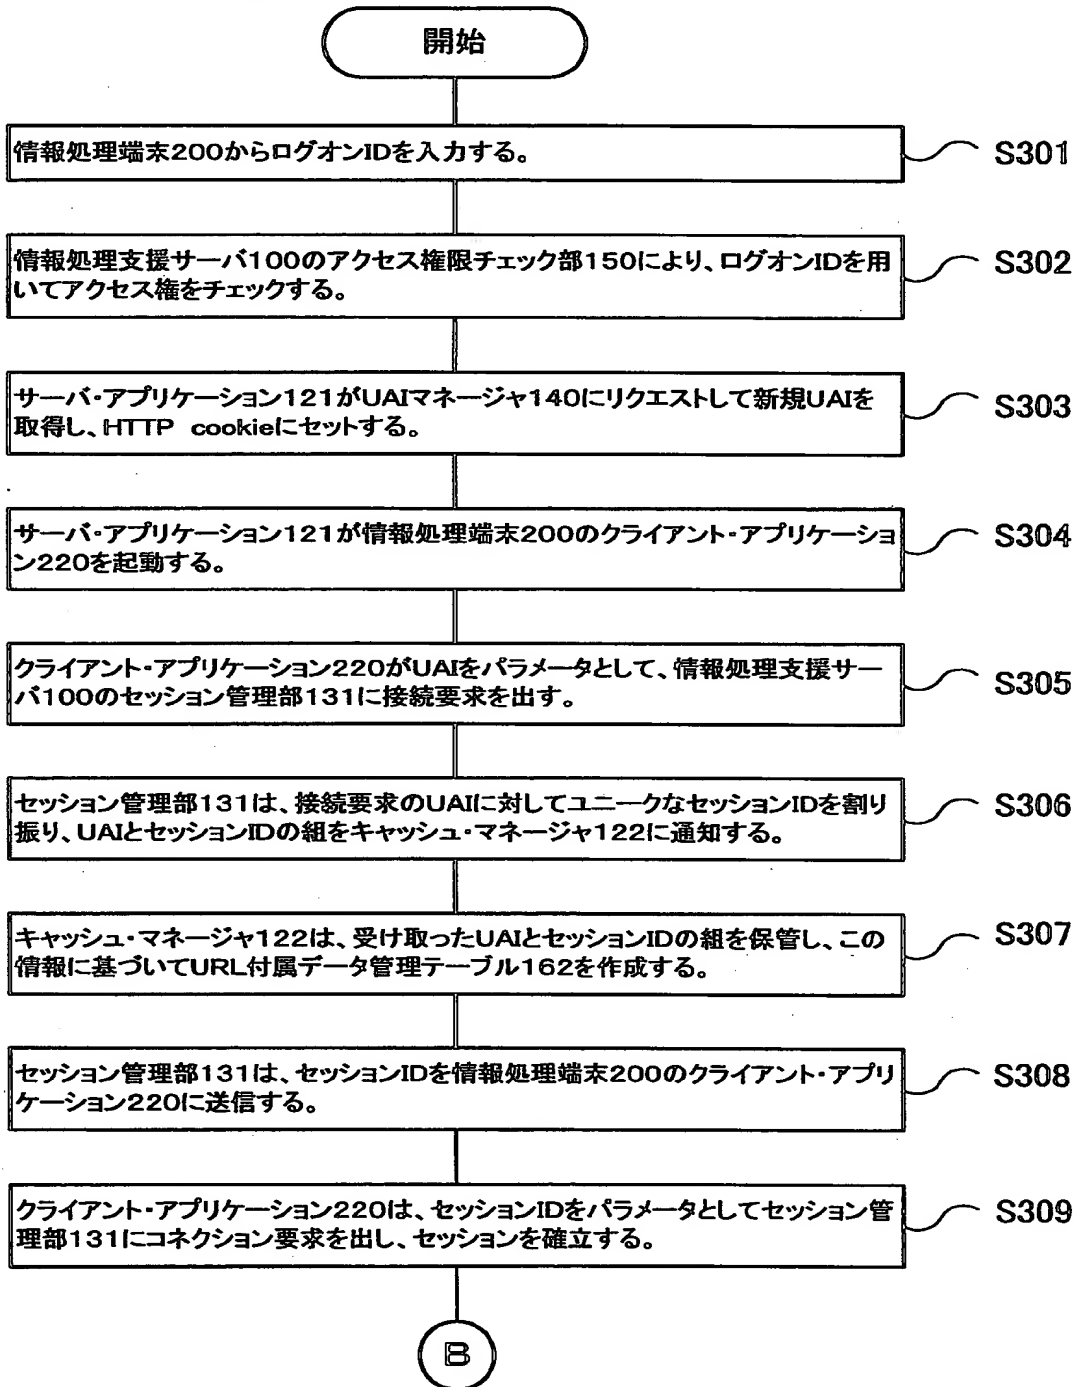 開始
情報処理端末200からログオンIDを入力する。
S301
情報処理支援サーバ100のアクセス権限チェック部150により、ログオンIDを用
いてアクセス権をチェックする。
S302
サーバ・アプリケーション121がUAIマネージャ140にリクエストして新規UAIを
取得し、HTTP cookieにセットする。
S303
サーバ・アプリケーション121が情報処理端末200のクライアント・アプリケーショ
ン220を起動する。
S304
クライアント・アプリケーション220がUAIをパラメータとして、情報処理支援サー
バ100のセッション管理部131に接続要求を出す。
S305
セッション管理部131は、接続要求のUAIに対してユニークなセッションIDを割り
振り、UAIとセッションIDの組をキャッシュ・マネージャ122に通知する。
S306
キャッシュ・マネージャ122は、受け取ったUAIとセッションIDの組を保管し、この
情報に基づいてURL付属データ管理テーブル162を作成する。
S307
セッション管理部131は、セッションIDを情報処理端末200のクライアント・アプリ
ケーション220に送信する。
S308
クライアント・アプリケーション220は、セッションIDをパラメータとしてセッション管
理部131にコネクション要求を出し、セッションを確立する。
S309
B